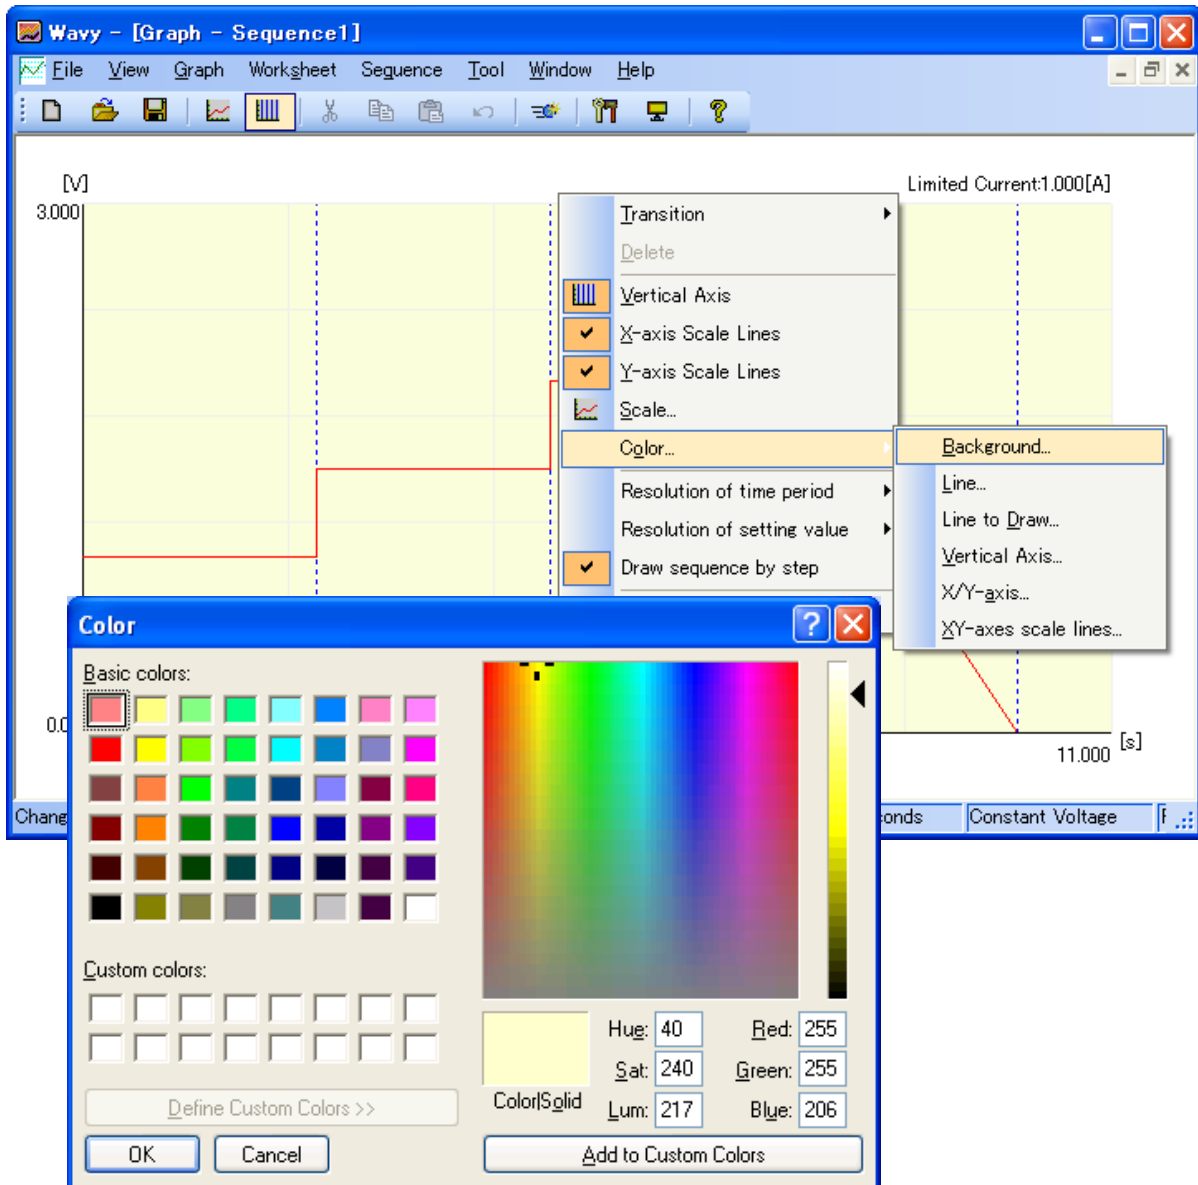 Wavy - [Graph - Sequence1]
File View Graph Worksheet Sequence Tool Window Help
[V]
Limited Current:1.000[A]
3.000
Transition
Delete
Vertical Axis
X-axis Scale Lines
Y-axis Scale Lines
Scale...
Color...
Resolution of time period
Resolution of setting value
Draw sequence by step
Background...
Line...
Line to Draw...
Vertical Axis...
X/Y-axis...
XY-axes scale lines...
0.0
11.000 [s]
Constant Voltage
Color
Basic colors:
Custom colors:
Define Custom Colors >>
OK Cancel
Color|Solid
Hue: 40 Red: 255
Sat: 240 Green: 255
Lum: 217 Blue: 206
Add to Custom Colors